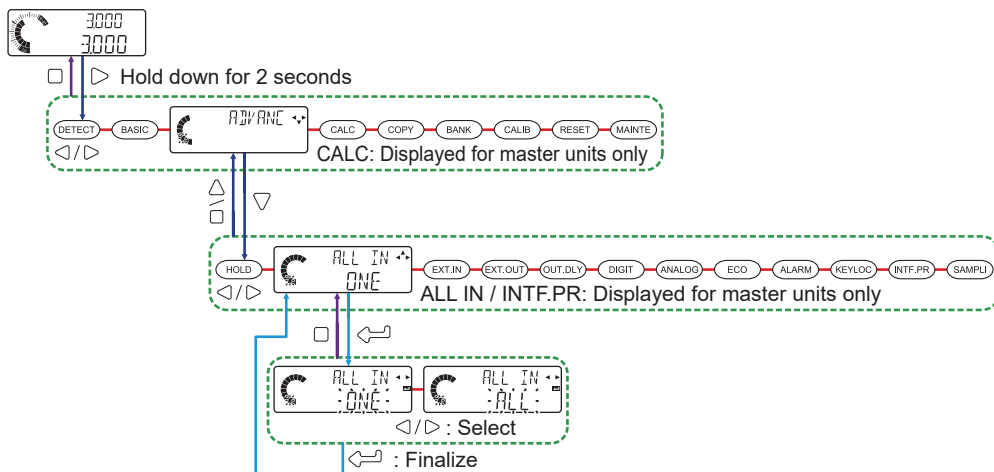 -3.000
-3.000
Hold down for 2 seconds
DETECT BASIC ADVANC CALC COPY BANK CALIB RESET MAINTE
/
CALC: Displayed for master units only
/
HOLD ALL IN EXT.IN EXT.OUT OUT.DLY DIGIT ANALOG ECO ALARM KEYLOC INTF.PR SAMPLI
ONE
/
ALL IN / INTF.PR: Displayed for master units only
ALL IN ALL IN
ONE ALL
/ : Select
: Finalize